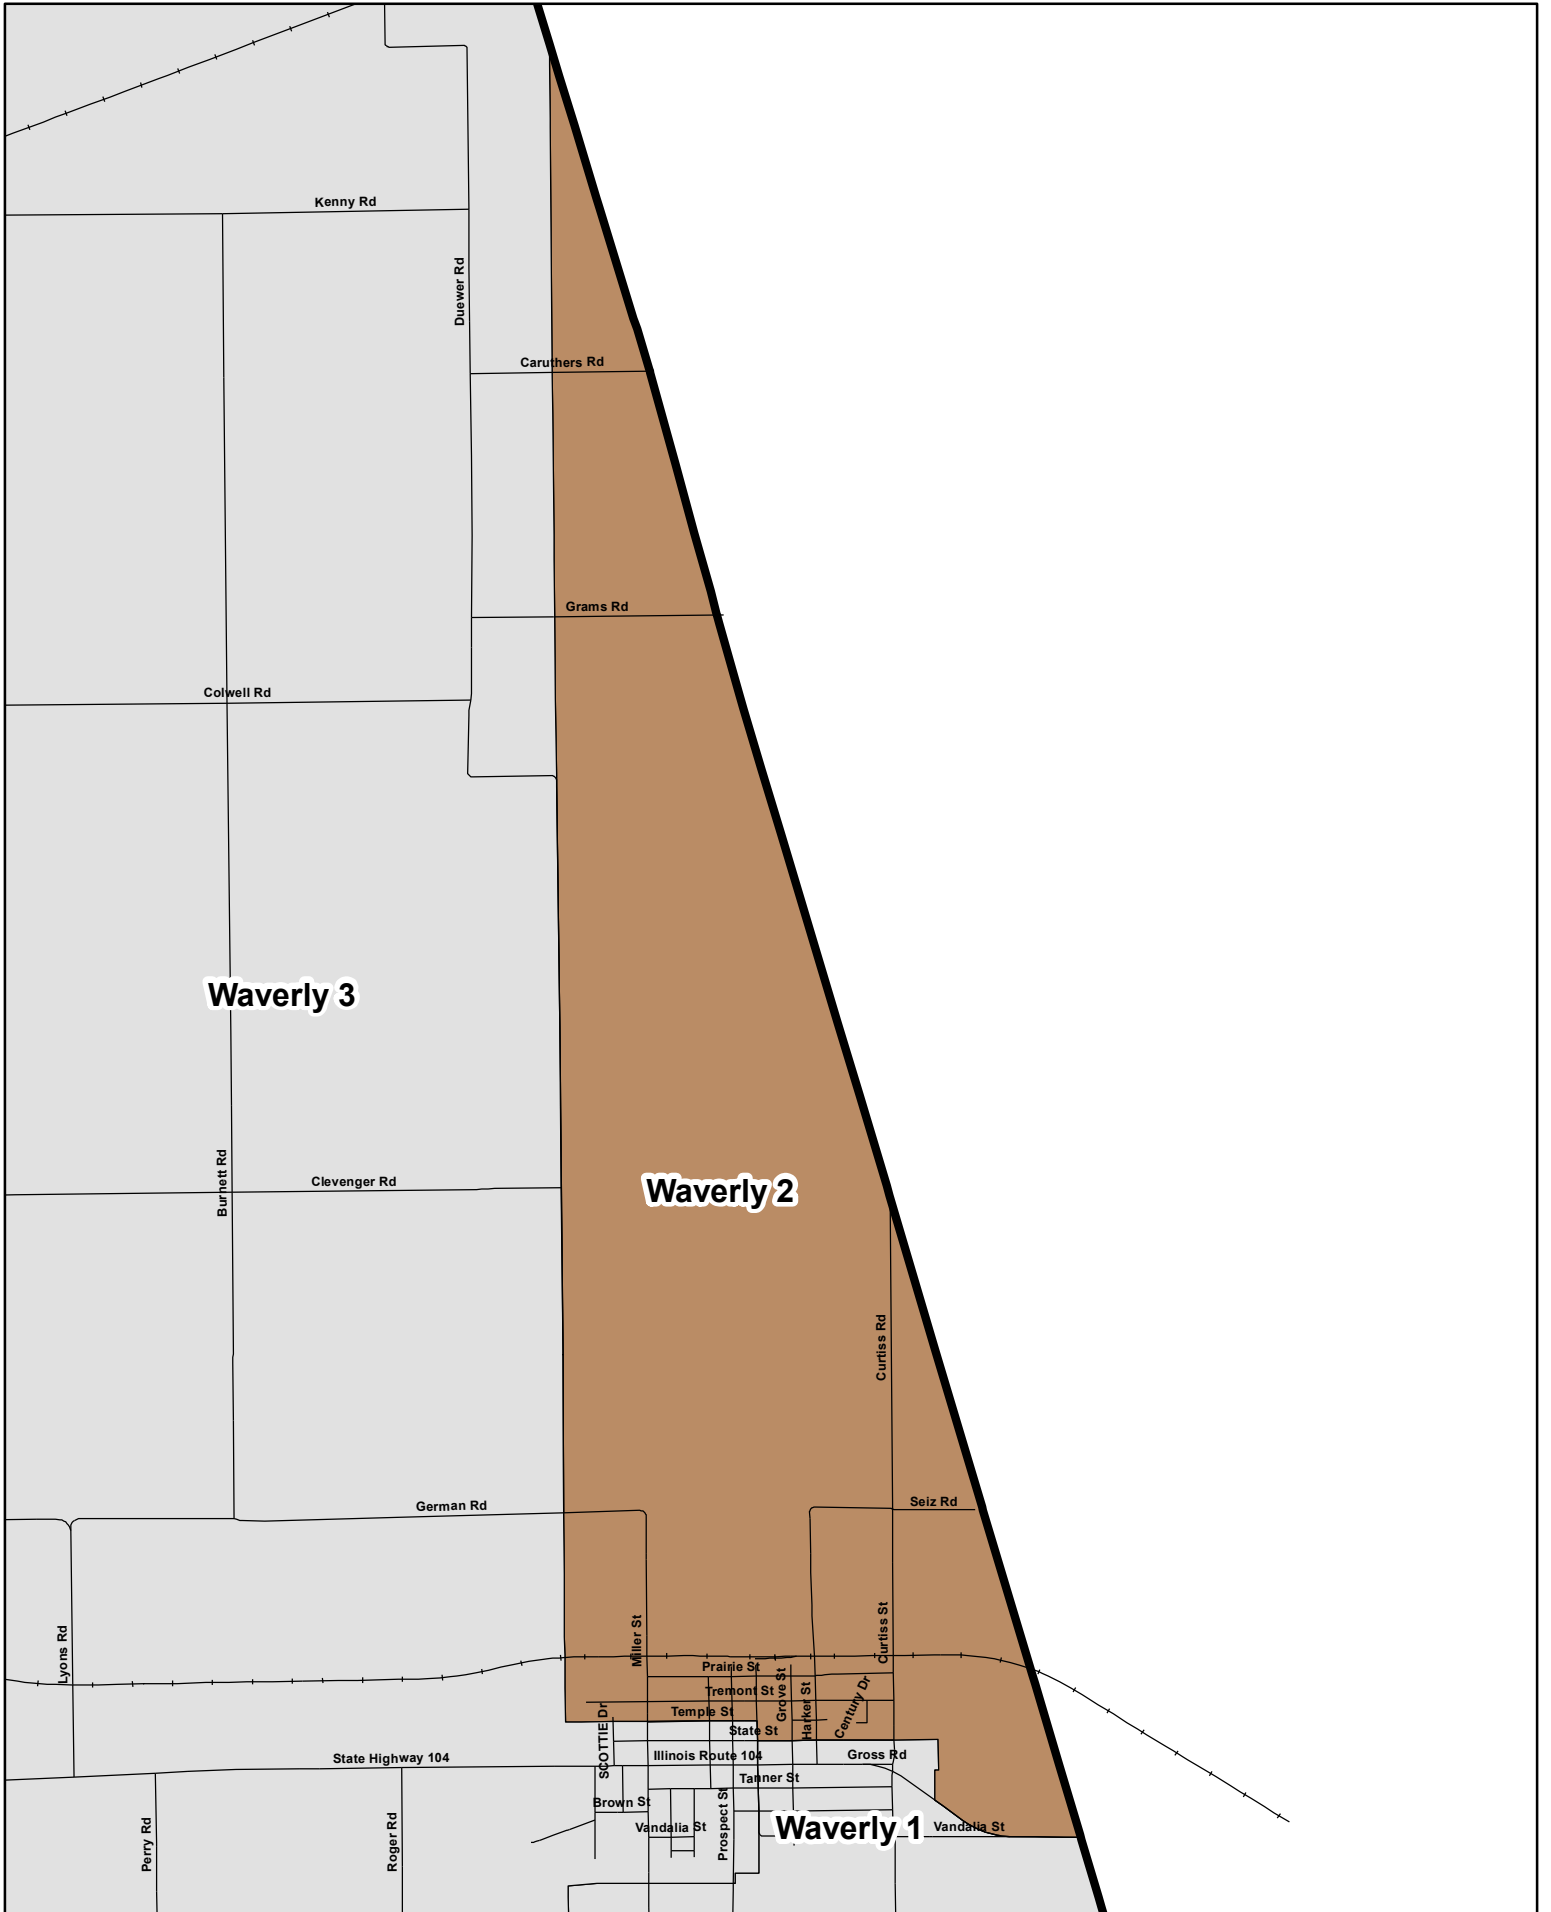 Kenny Rd
Duewer Rd
Caruthers Rd
Grams Rd
Colwell Rd
Waverly 3
Burnett Rd
Clevenger Rd
Waverly 2
Curtiss Rd
German Rd
Seiz Rd
Lyons Rd
Miller St
Curtiss St
Prairie St
Tremont St
Grove St
Harker St
Century Dr
Temple St
SCOTTIE Dr
State St
State Highway 104
Illinois Route 104
Gross Rd
Tanner St
Brown St
Prospect St
Vandalia St
Waverly 1
Vandalia St
Perry Rd
Roger Rd